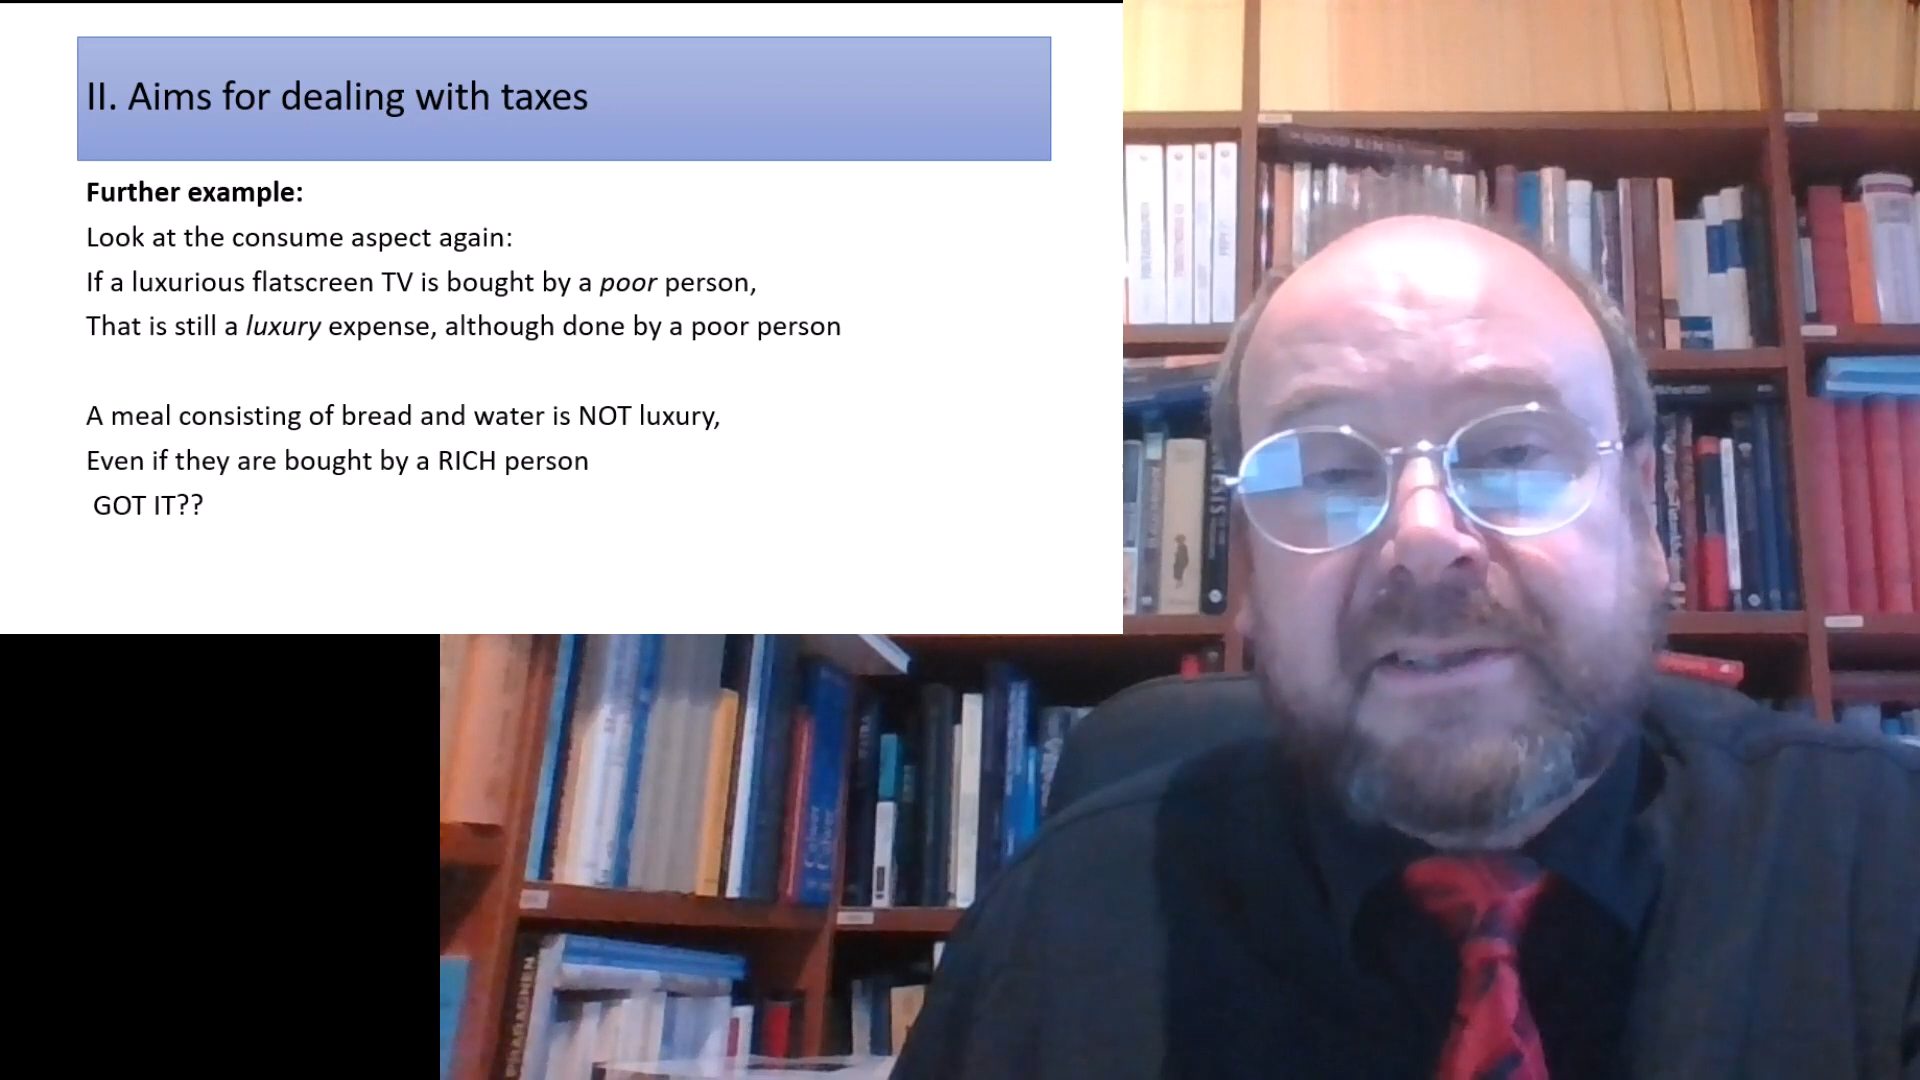 II. Aims for dealing with taxes
Further example:
Look at the consume aspect again:
If a luxurious flatscreen TV is bought by a poor person,
That is still a luxury expense, although done by a poor person
A meal consisting of bread and water is NOT luxury,
Even if they are bought by a RICH person
GOT IT??